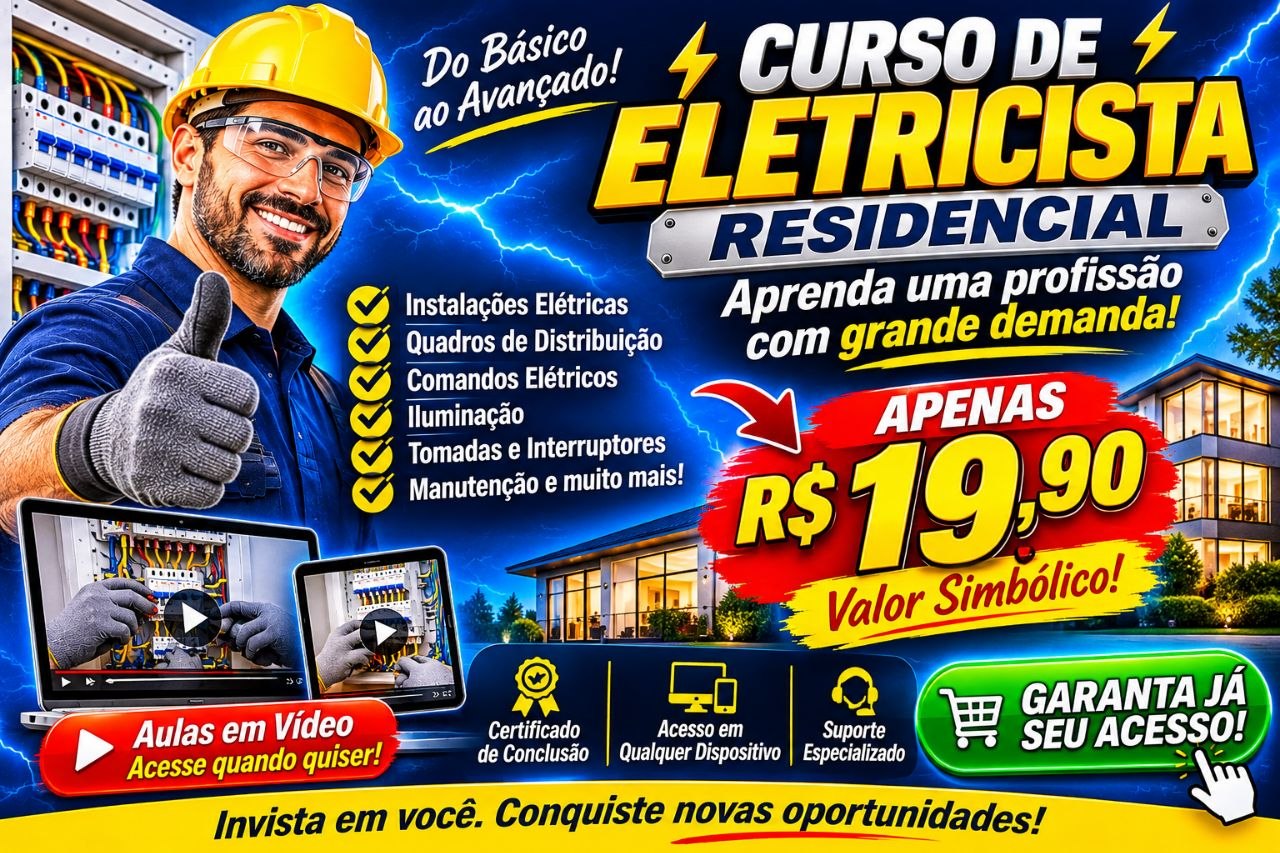 Do Básico
ao Avançado!
CURSO DE
ELETRICISTA
RESIDENCIAL
Aprenda uma profissão
com grande demanda!
Instalações Elétricas
Quadros de Distribuição
Comandos Elétricos
Iluminação
Tomadas e Interruptores
Manutenção e muito mais!
APENAS
R$ 19,90
Valor Simbólico!
Aulas em Vídeo
Acesse quando quiser!
Certificado
de Conclusão
Acesso em
Qualquer Dispositivo
Suporte
Especializado
GARANTA JÁ
SEU ACESSO!
Invista em você. Conquiste novas oportunidades!